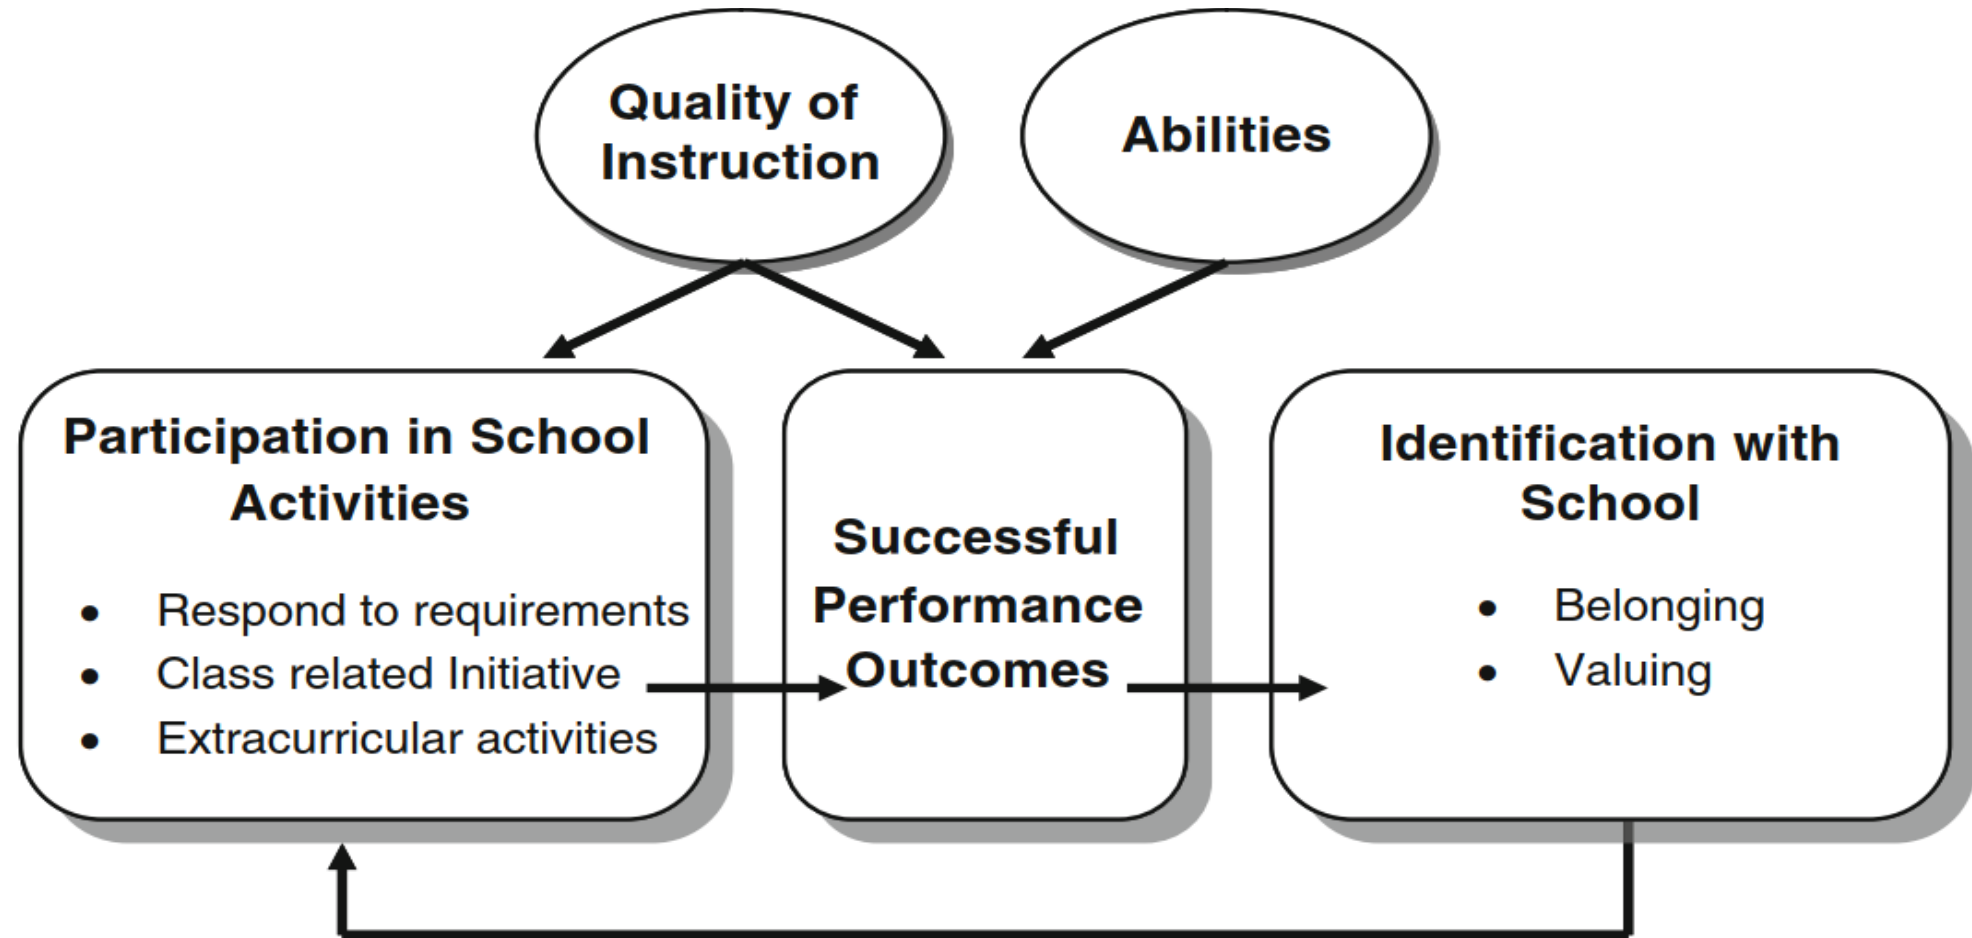 Quality of
Instruction
Abilities
Participation in School
Activities
• Respond to requirements
• Class related Initiative
• Extracurricular activities
Successful
Performance
Outcomes
Identification with
School
• Belonging
• Valuing